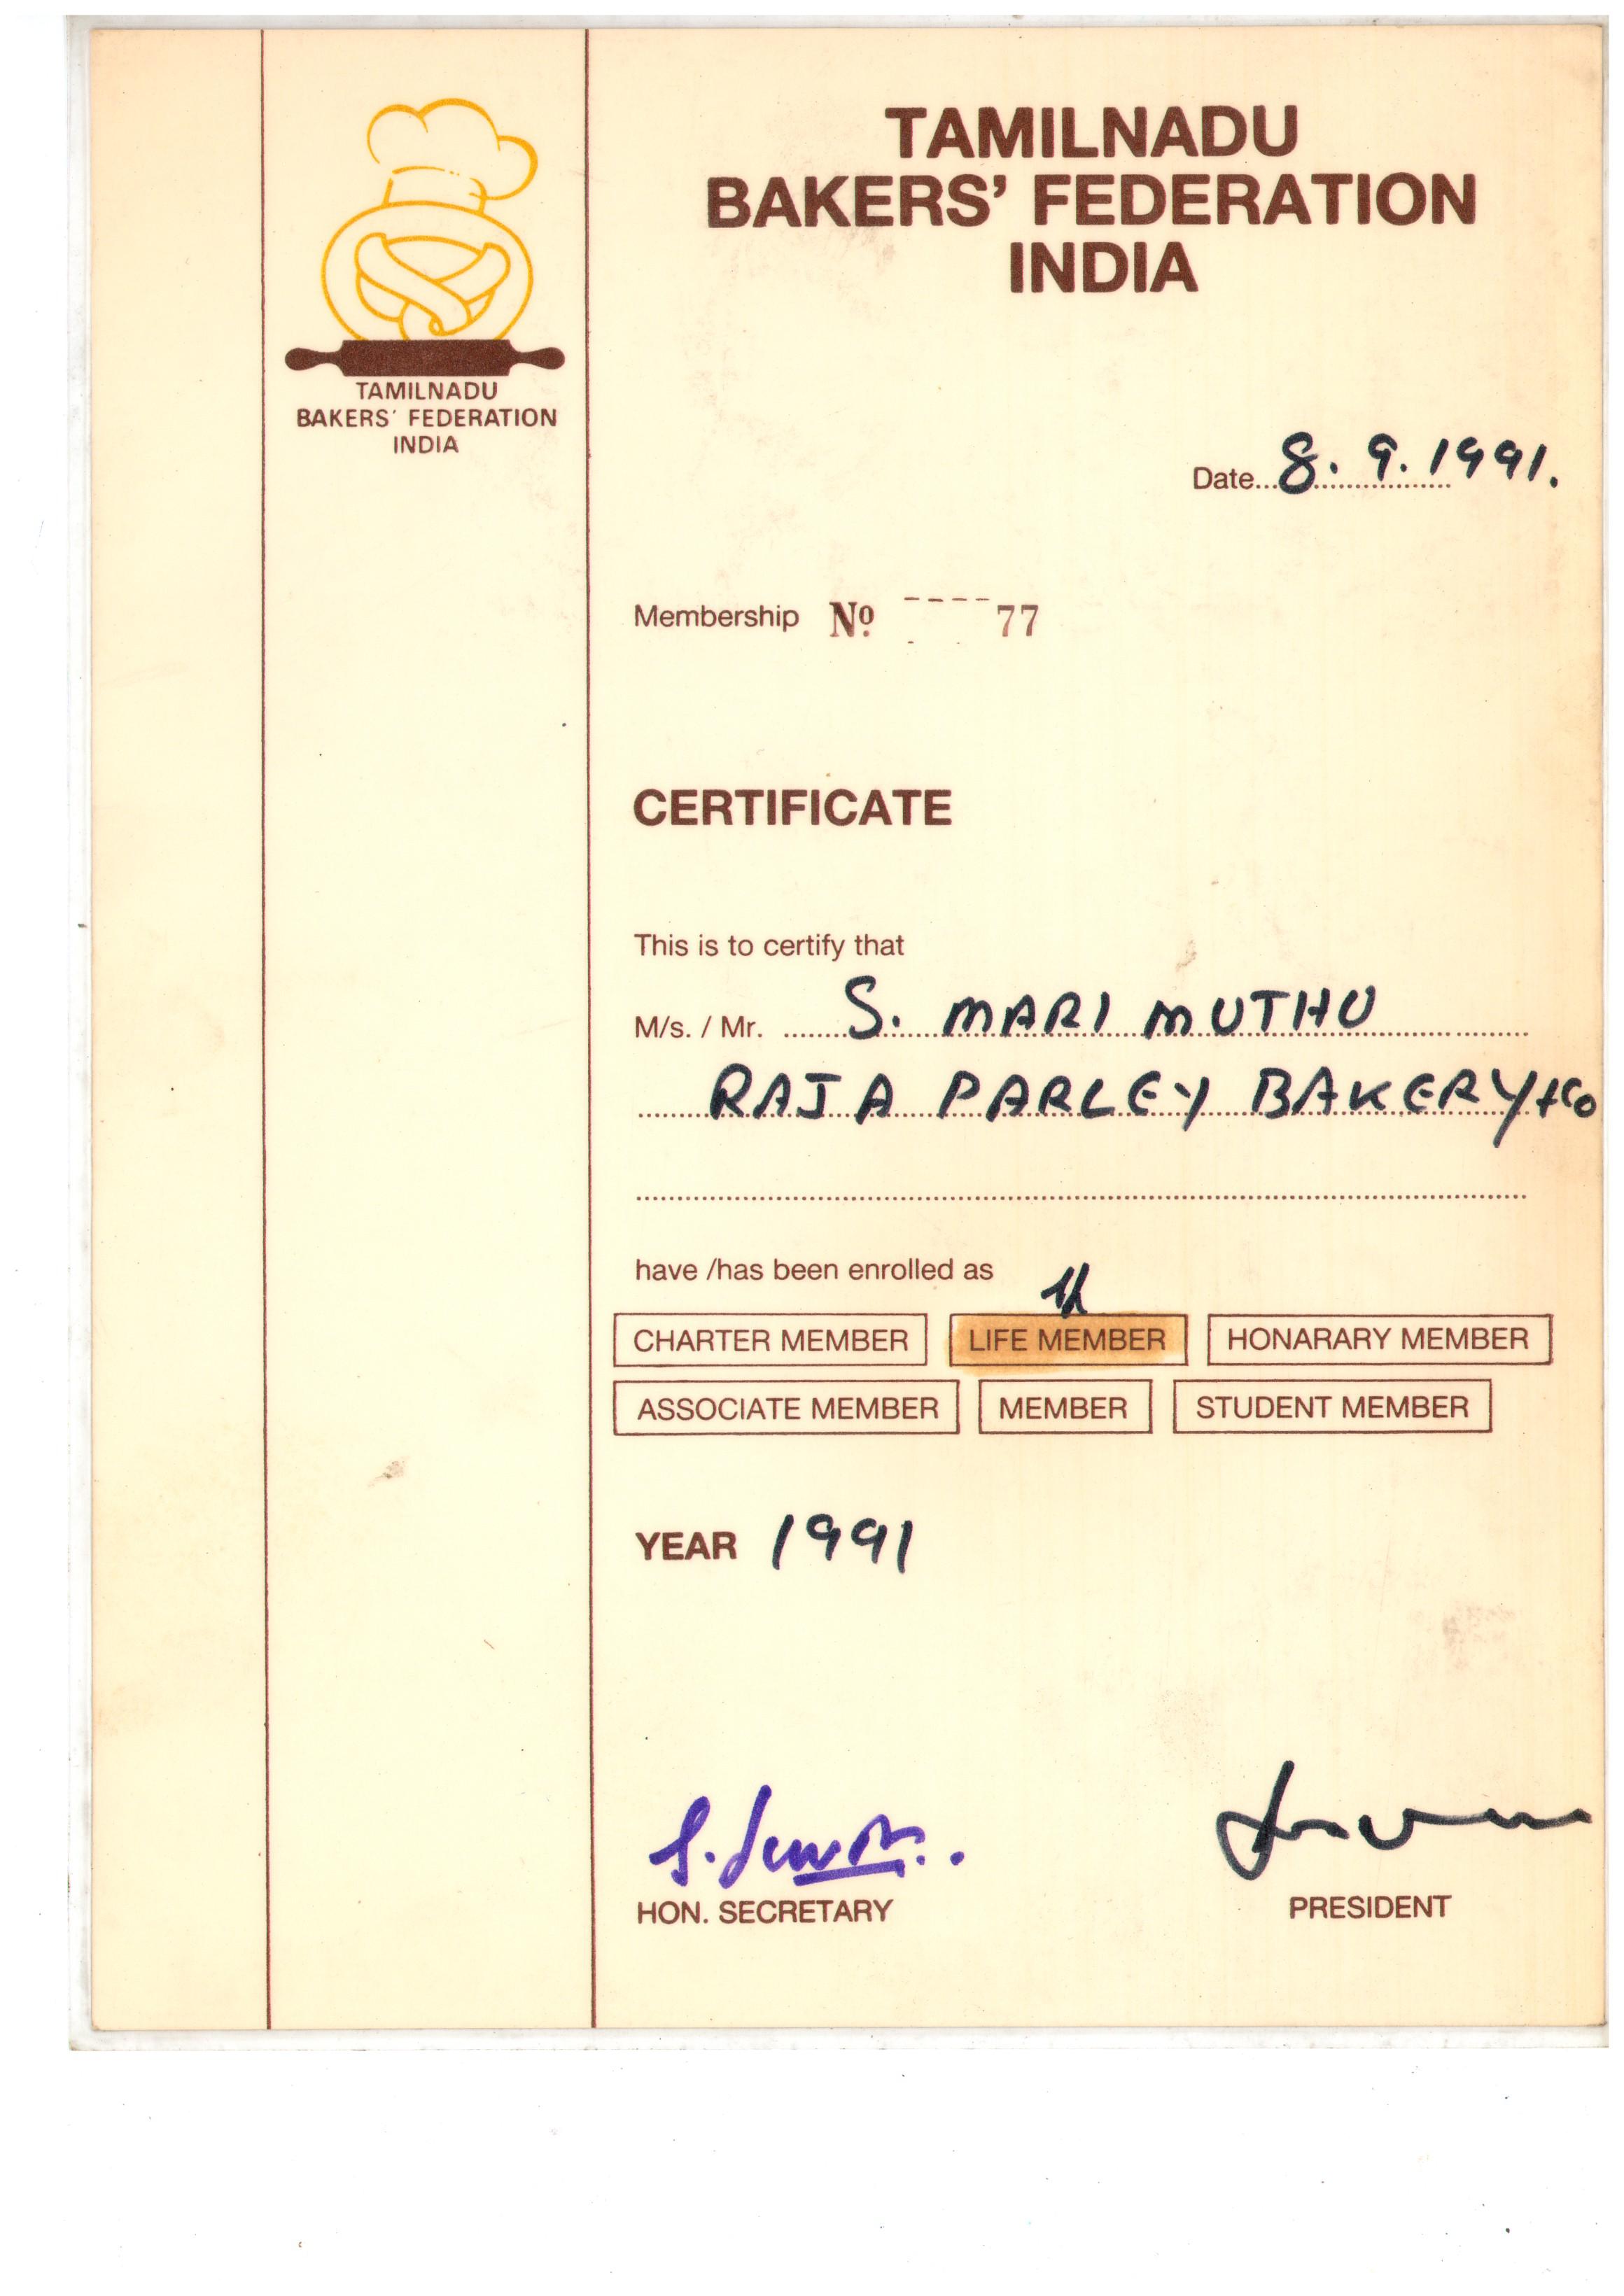 TAMILNADU
BAKERS' FEDERATION
INDIA
TAMILNADU
BAKERS' FEDERATION
INDIA
Date 8. 9. 1991.
Membership Nº 77
CERTIFICATE
This is to certify that
M/s. / Mr. S. MARI MUTHU
RAJA PARLEY BAKERY +Co
have /has been enrolled as
CHARTER MEMBER LIFE MEMBER HONARARY MEMBER
ASSOCIATE MEMBER MEMBER STUDENT MEMBER
YEAR 1991
HON. SECRETARY PRESIDENT